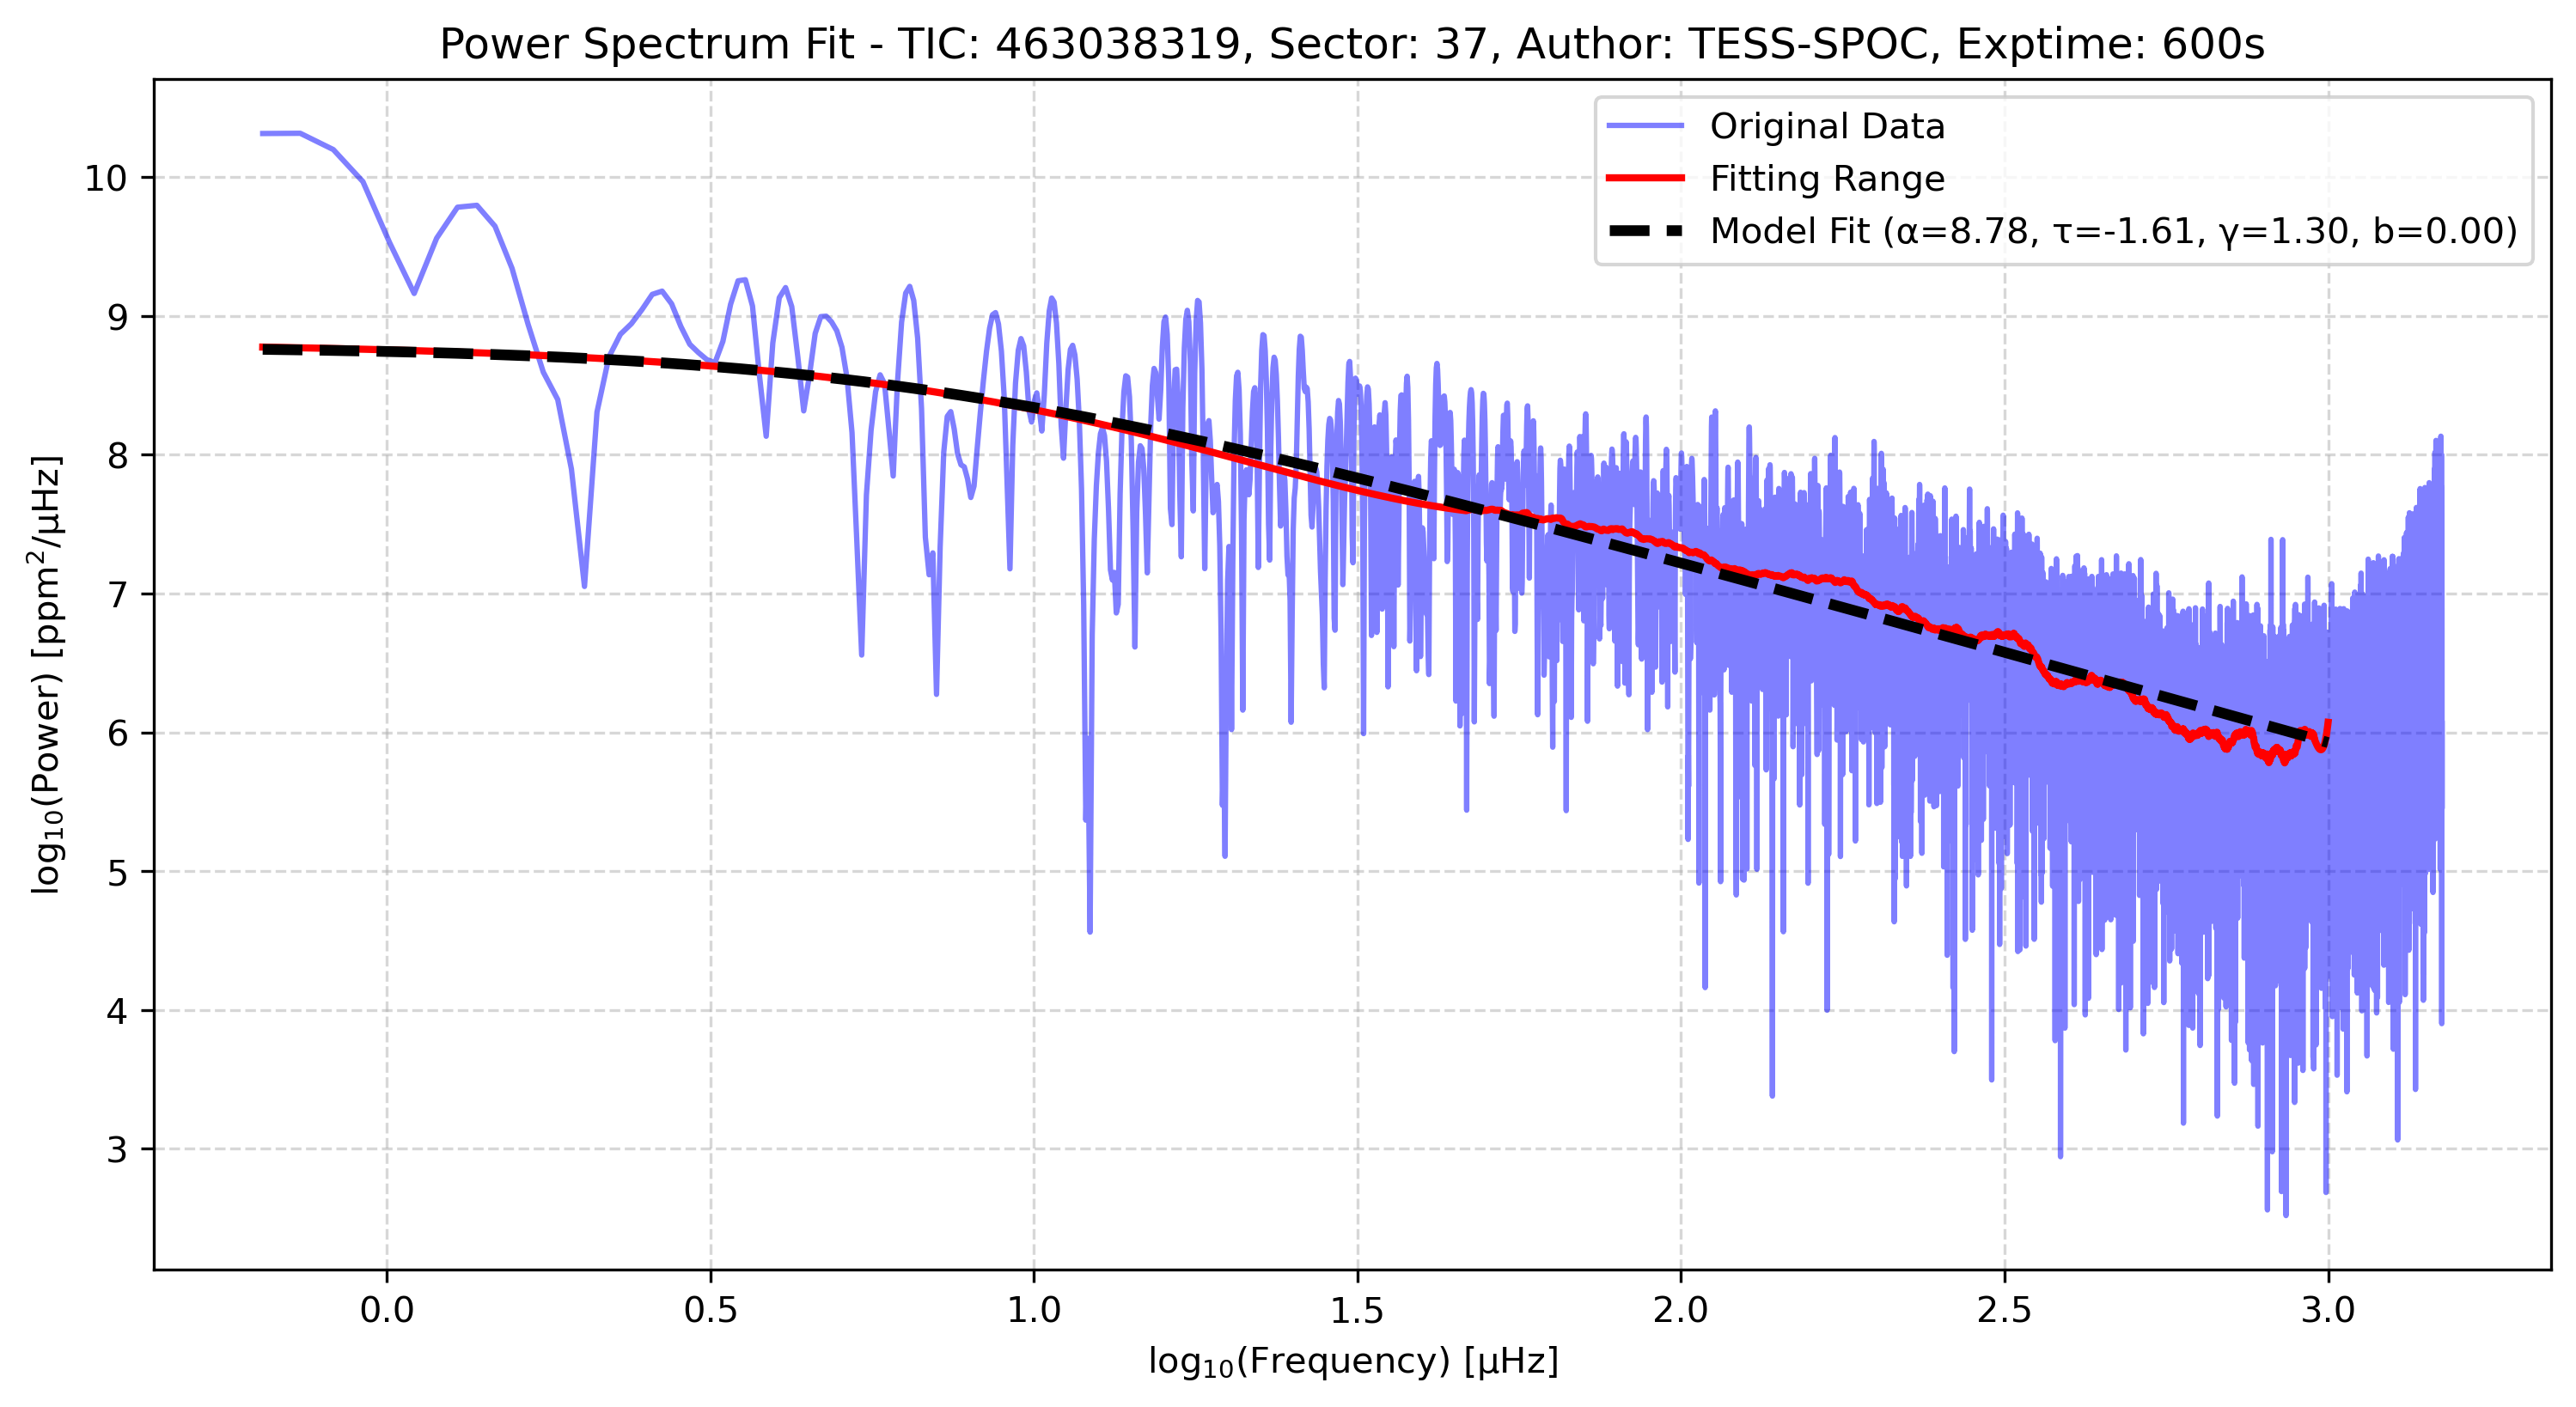 Power Spectrum Fit - TIC: 463038319, Sector: 37, Author: TESS-SPOC, Exptime: 600s
Original Data
Fitting Range
Model Fit (α=8.78, τ=-1.61, γ=1.30, b=0.00)
log₁₀(Power) [ppm²/μHz]
10
9
8
7
6
5
4
3
0.0 0.5 1.0 1.5 2.0 2.5 3.0
log₁₀(Frequency) [μHz]